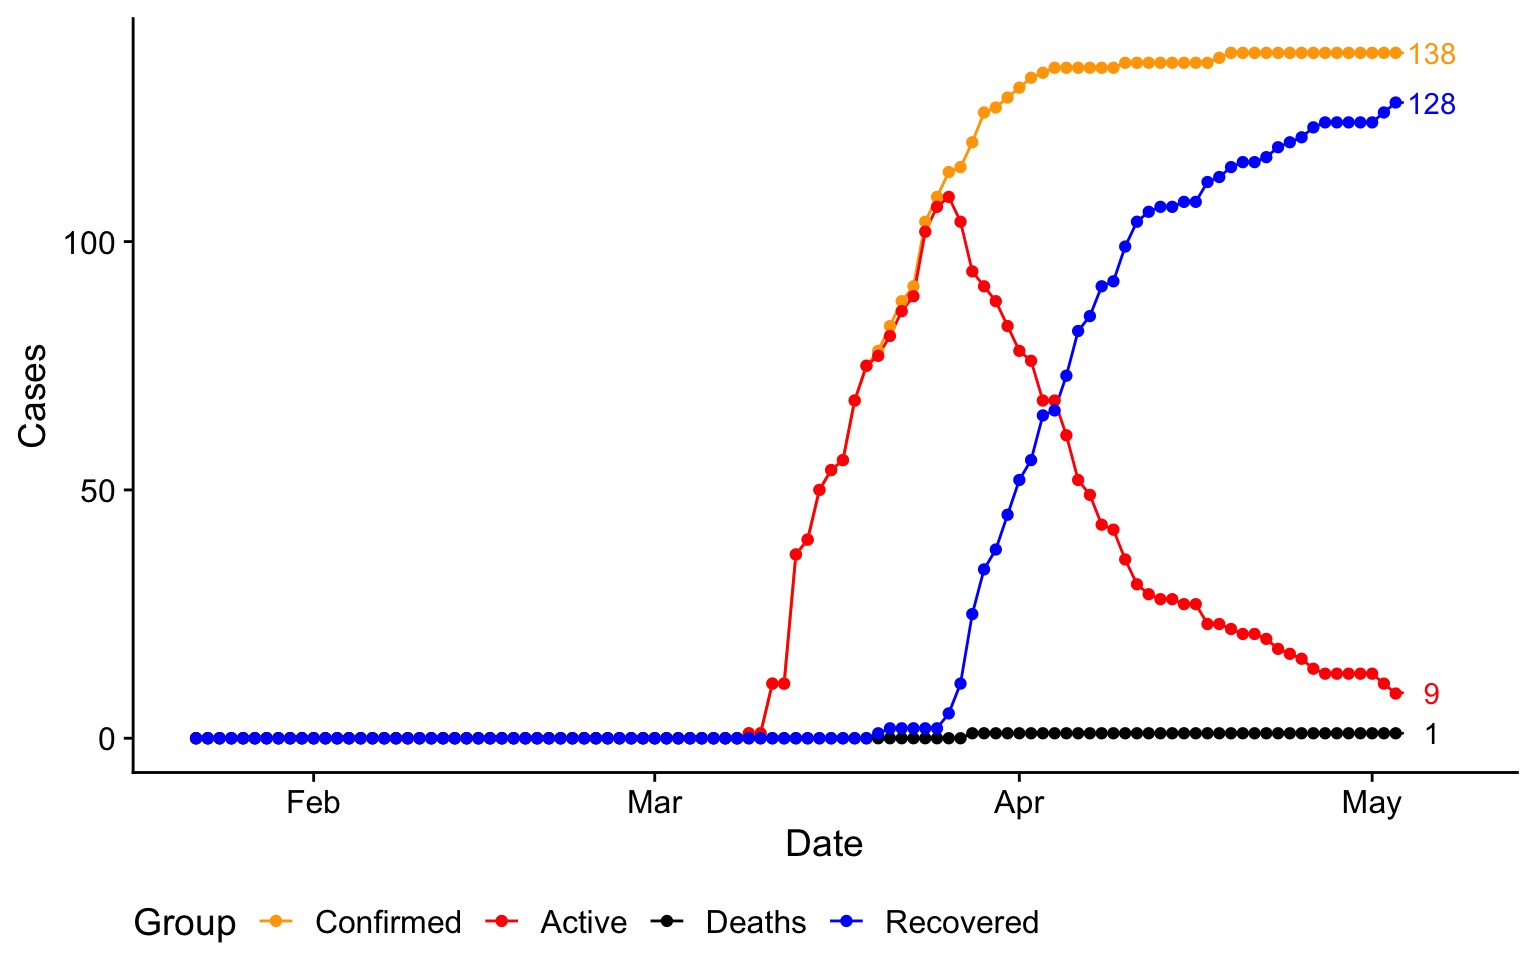 138
128
100
Cases
50
9
1
0
Feb Mar Apr May
Date
Group Confirmed Active Deaths Recovered